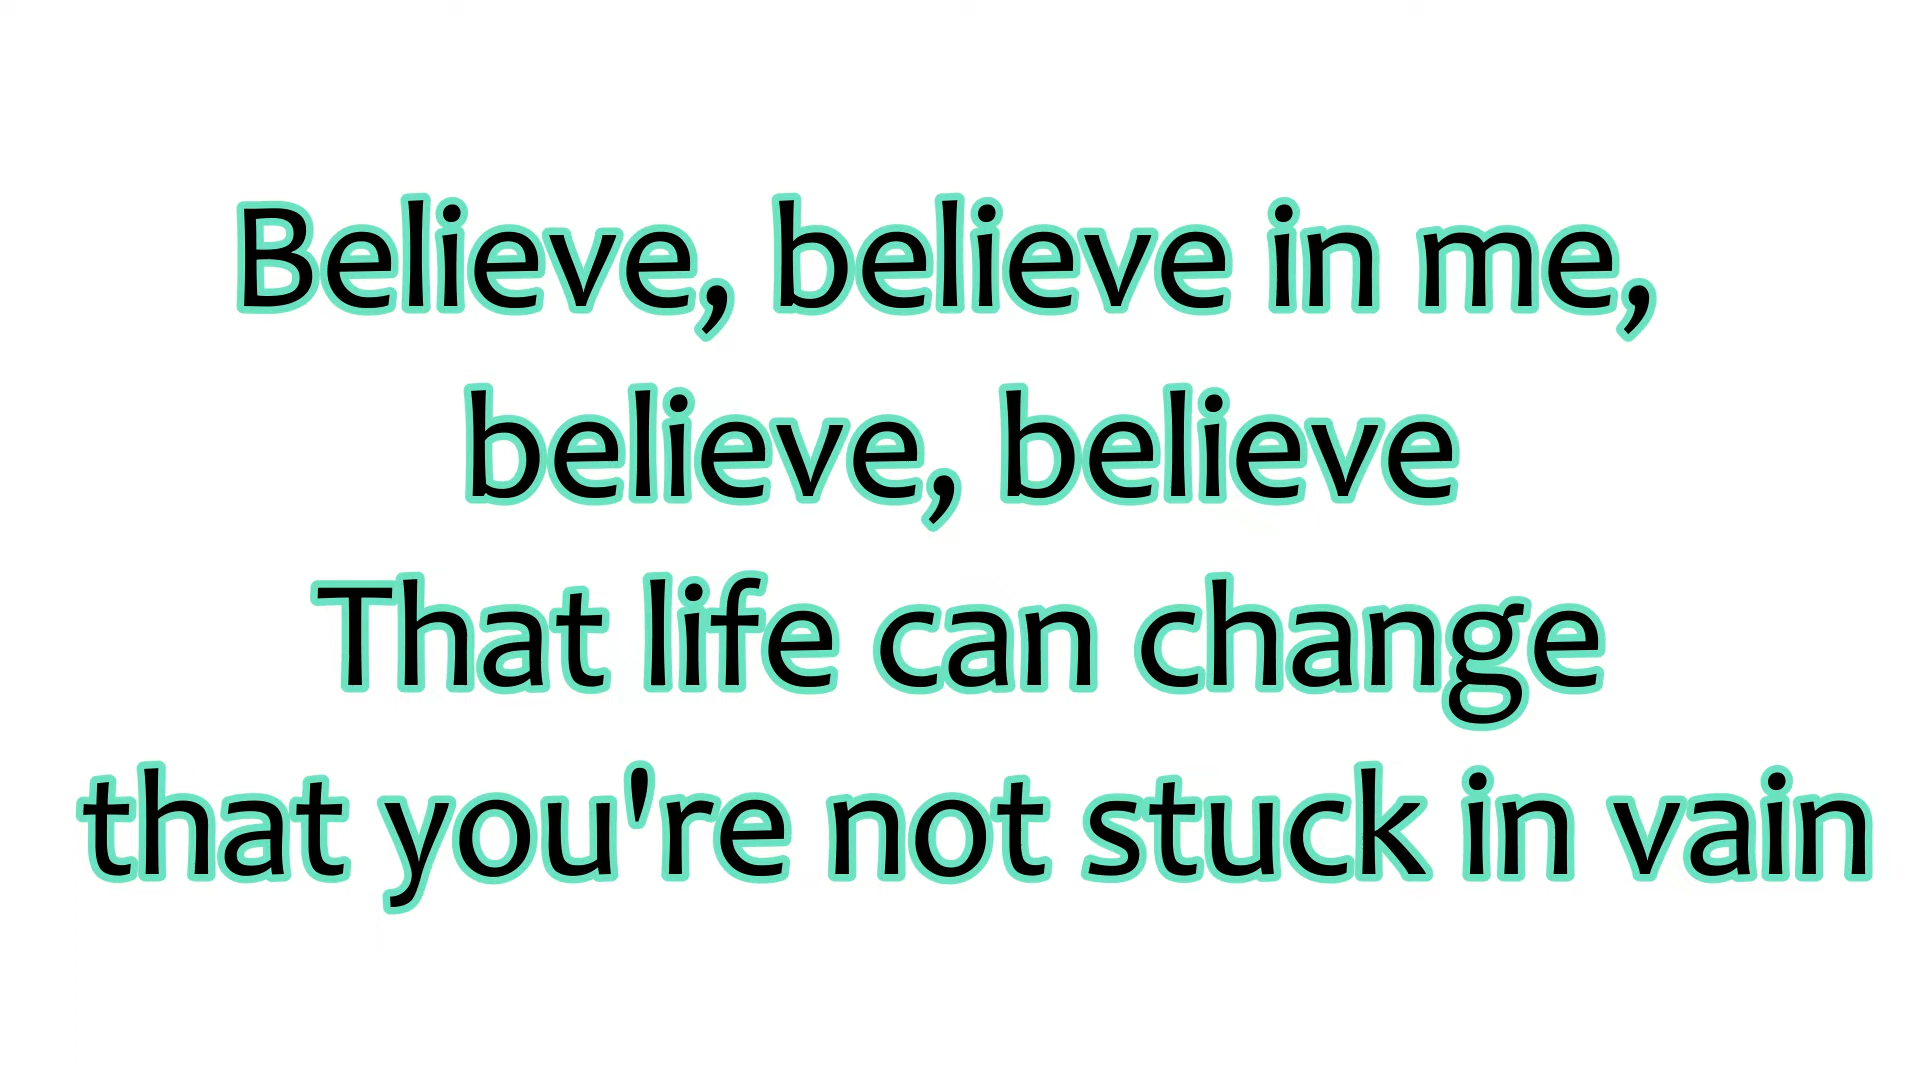 Believe, believe in me,
believe, believe
That life can change
that you're not stuck in vain